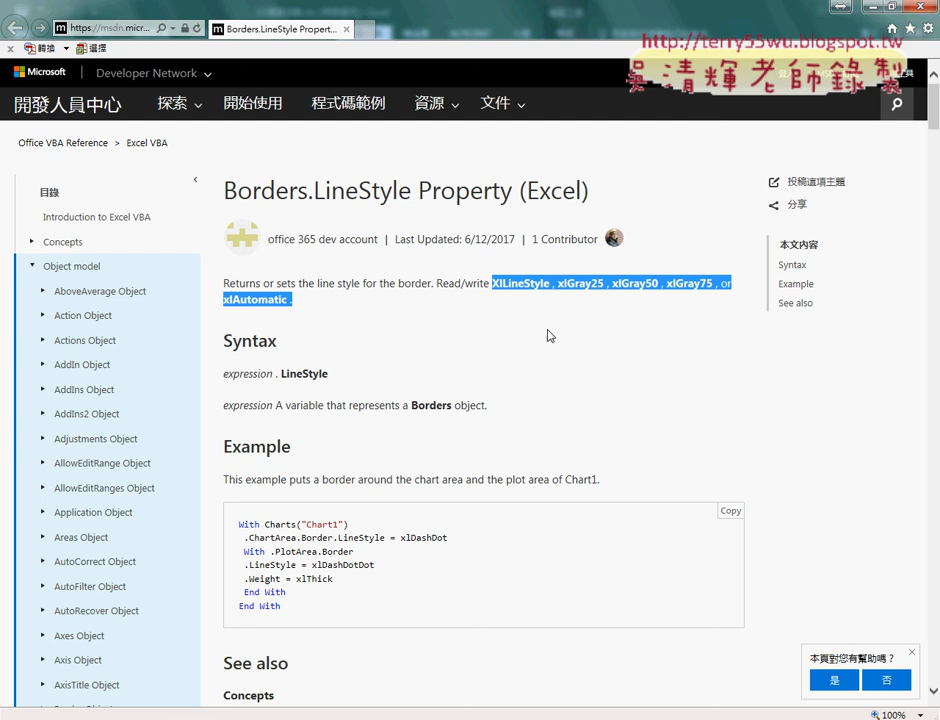 https://msdn.micr...
Borders.LineStyle Propert...
轉換
選擇
http://terry55wu.blogspot.tw
吳清輝老師錄製
Microsoft
Developer Network
開發人員中心
探索
開始使用
程式碼範例
資源
文件
Office VBA Reference > Excel VBA
目錄
Introduction to Excel VBA
Concepts
Object model
AboveAverage Object
Action Object
Actions Object
AddIn Object
AddIns Object
AddIns2 Object
Adjustments Object
AllowEditRange Object
AllowEditRanges Object
Application Object
Areas Object
AutoCorrect Object
AutoFilter Object
AutoRecover Object
Axes Object
Axis Object
AxisTitle Object
Borders.LineStyle Property (Excel)
office 365 dev account | Last Updated: 6/12/2017 | 1 Contributor
Returns or sets the line style for the border. Read/write XlLineStyle , xlGray25 , xlGray50 , xlGray75 , or
xlAutomatic .
Syntax
expression . LineStyle
expression A variable that represents a Borders object.
Example
This example puts a border around the chart area and the plot area of Chart1.
Copy
With Charts("Chart1")
.ChartArea.Border.LineStyle = xlDashDot
With .PlotArea.Border
.LineStyle = xlDashDotDot
.Weight = xlThick
End With
End With
See also
Concepts
投稿這項主題
分享
本文內容
Syntax
Example
See also
本頁對您有幫助嗎？
是
否
100%